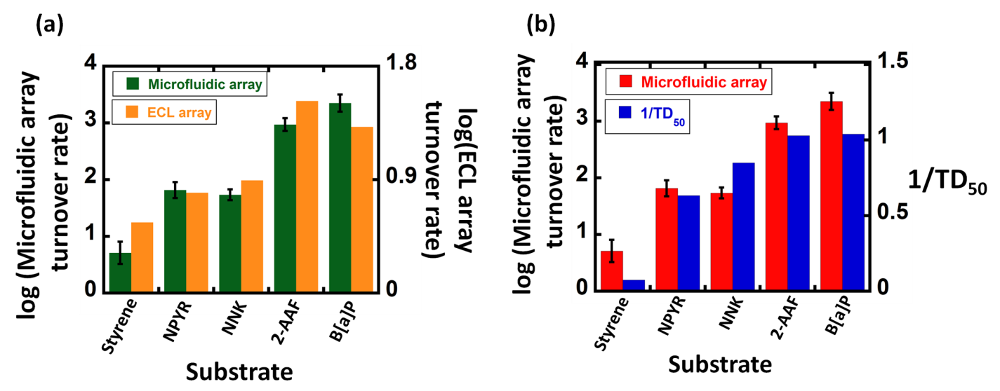 (a)
log (Microfluidic array
turnover rate)
4
3
2
1
0
Microfluidic array
ECL array
1.8
0.9
0
log(ECL array
turnover rate)
Styrene
NPYR
NNK
2-AAF
B[a]P
Substrate
(b)
log (Microfluidic array
turnover rate)
4
3
2
1
0
Microfluidic array
1/TD50
1.5
1
0.5
0
1/TD50
Styrene
NPYR
NNK
2-AAF
B[a]P
Substrate